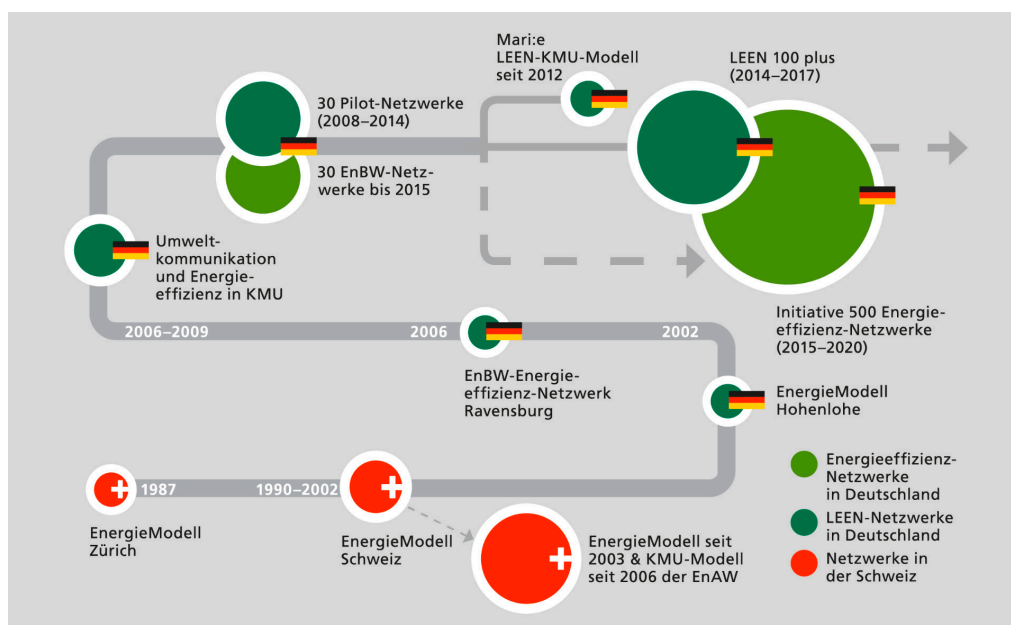 Mari:e
LEEN-KMU-Modell
seit 2012
LEEN 100 plus
(2014–2017)
30 Pilot-Netzwerke
(2008–2014)
30 EnBW-Netz-
werke bis 2015
Umwelt-
kommunikation
und Energie-
effizienz in KMU
Initiative 500 Energie-
effizienz-Netzwerke
(2015–2020)
2006–2009
2006
2002
EnBW-Energie-
effizienz-Netzwerk
Ravensburg
EnergieModell
Hohenlohe
1987
1990–2002
EnergieModell
Zürich
EnergieModell
Schweiz
EnergieModell seit
2003 & KMU-Modell
seit 2006 der EnAW
Energieeffizienz-
Netzwerke
in Deutschland
LEEN-Netzwerke
in Deutschland
Netzwerke in
der Schweiz